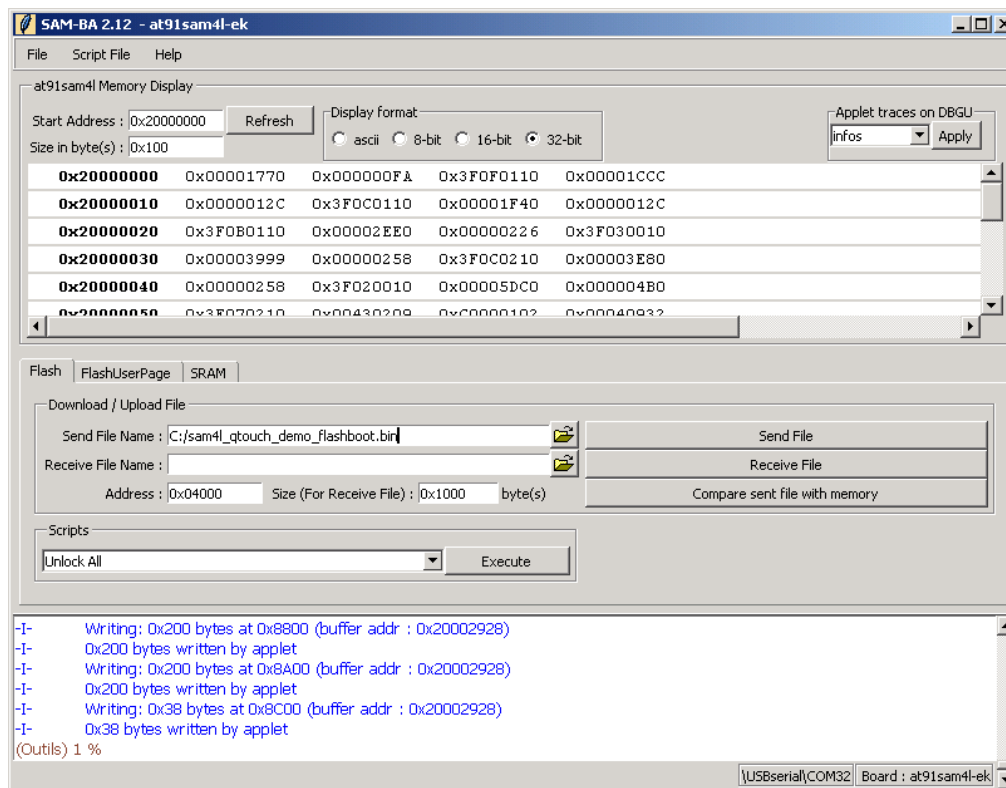 SAM-BA 2.12 - at91sam4l-ek
File Script File Help
at91sam4l Memory Display
Start Address : 0x20000000 Refresh
Size in byte(s) : 0x100
Display format
ascii 8-bit 16-bit 32-bit
Applet traces on DBGU
infos Apply
0x20000000 0x00001770 0x000000FA 0x3F0F0110 0x00001CCC
0x20000010 0x0000012C 0x3F0C0110 0x00001F40 0x0000012C
0x20000020 0x3F0B0110 0x00002EE0 0x00000226 0x3F030010
0x20000030 0x00003999 0x00000258 0x3F0C0210 0x00003E80
0x20000040 0x00000258 0x3F020010 0x00005DC0 0x000004B0
0x20000050 0x3F070210 0x00430209 0xC0000102 0x00040932
Flash FlashUserPage SRAM
Download / Upload File
Send File Name : C:/sam4l_qtouch_demo_flashboot.bin Send File
Receive File Name : Receive File
Address : 0x04000 Size (For Receive File) : 0x1000 byte(s) Compare sent file with memory
Scripts
Unlock All Execute
-I- Writing: 0x200 bytes at 0x8800 (buffer addr : 0x20002928)
-I- 0x200 bytes written by applet
-I- Writing: 0x200 bytes at 0x8A00 (buffer addr : 0x20002928)
-I- 0x200 bytes written by applet
-I- Writing: 0x38 bytes at 0x8C00 (buffer addr : 0x20002928)
-I- 0x38 bytes written by applet
(Outils) 1 %
\USBserial\COM32 Board : at91sam4l-ek